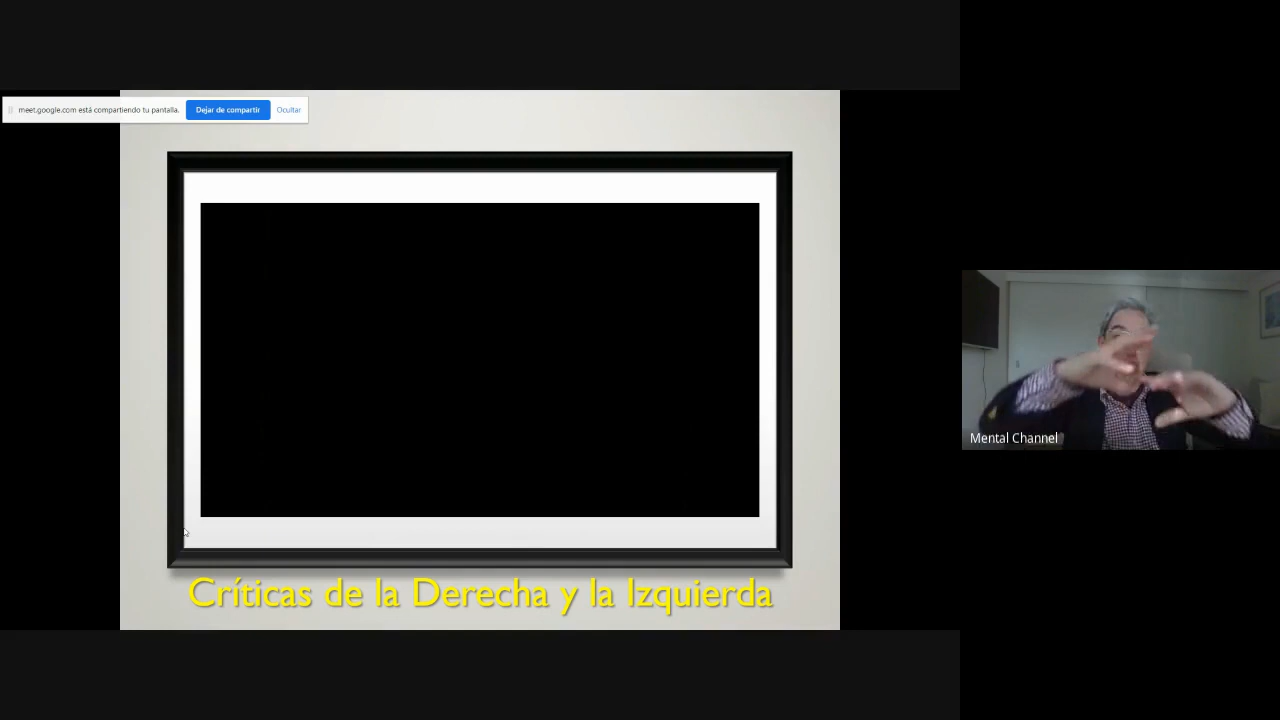 meet.google.com está compartiendo tu pantalla. Dejar de compartir Ocultar
Mental Channel
Críticas de la Derecha y la Izquierda